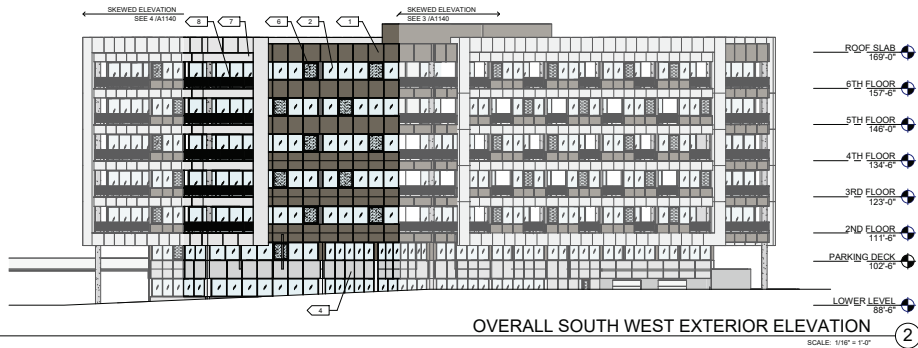 SKEWED ELEVATION
SEE 4 /A1140
8
7
6
2
1
SKEWED ELEVATION
SEE 3 /A1140
ROOF SLAB
169'-0"
6TH FLOOR
157'-6"
5TH FLOOR
146'-0"
4TH FLOOR
134'-6"
3RD FLOOR
123'-0"
2ND FLOOR
111'-6"
PARKING DECK
102'-6"
LOWER LEVEL
88'-6"
4
OVERALL SOUTH WEST EXTERIOR ELEVATION
SCALE: 1/16" = 1'-0"
2